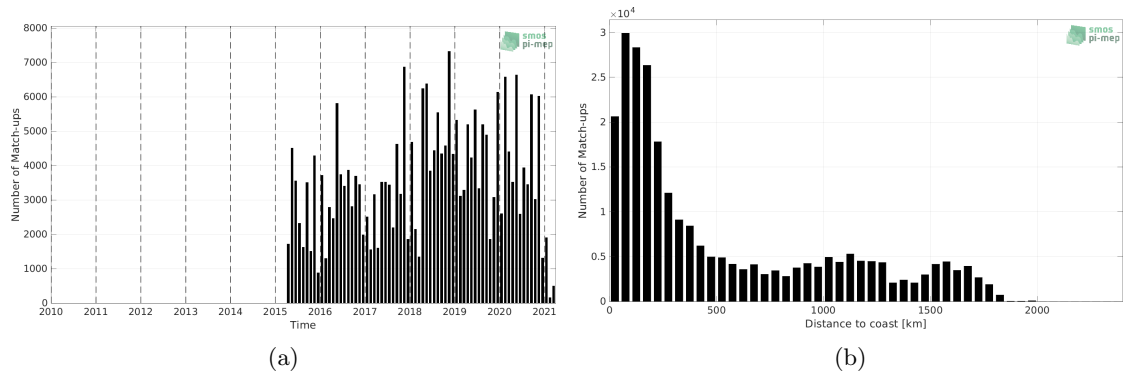 8000
7000
6000
5000
4000
3000
2000
1000
0
Number of Match-ups
2010 2011 2012 2013 2014 2015 2016 2017 2018 2019 2020 2021
Time
smos
pi-mep
(a)
×10⁴
3
2.5
2
1.5
1
0.5
0
Number of Match-ups
0 500 1000 1500 2000
Distance to coast [km]
smos
pi-mep
(b)